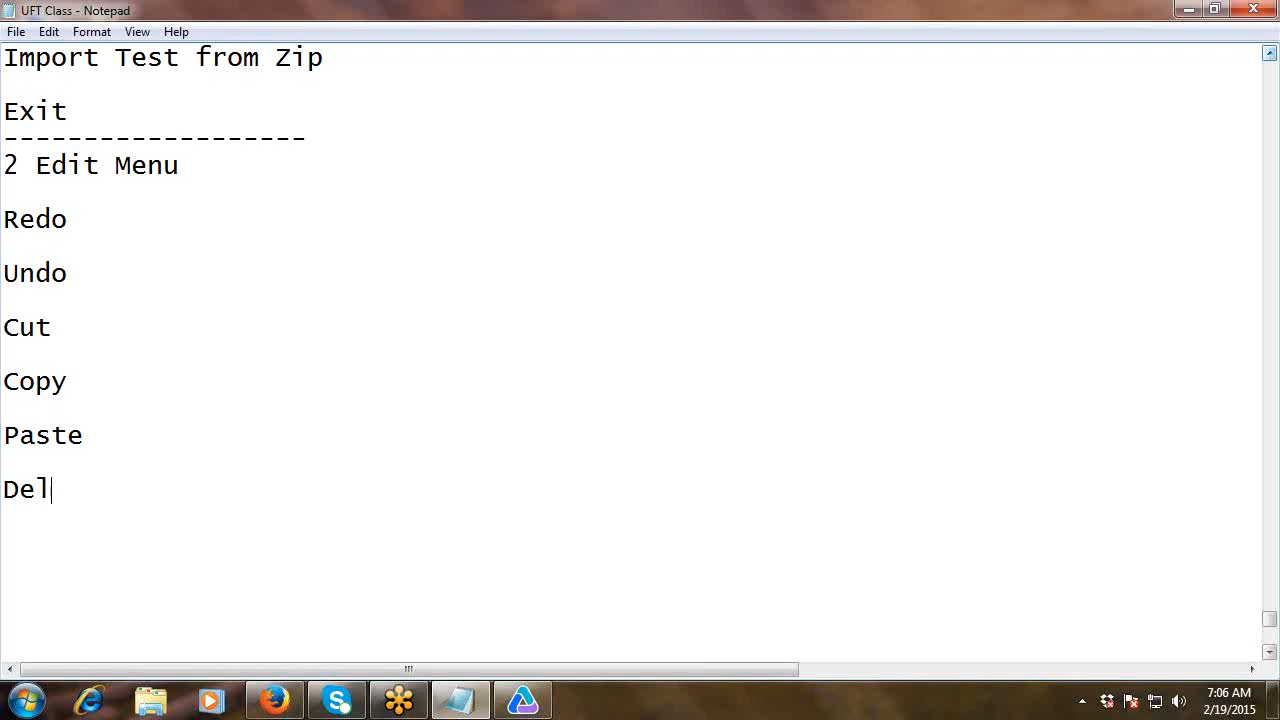 UFT Class - Notepad
File Edit Format View Help
Import Test from Zip
Exit
-------------------
2 Edit Menu
Redo
Undo
Cut
Copy
Paste
Del
7:06 AM
2/19/2015